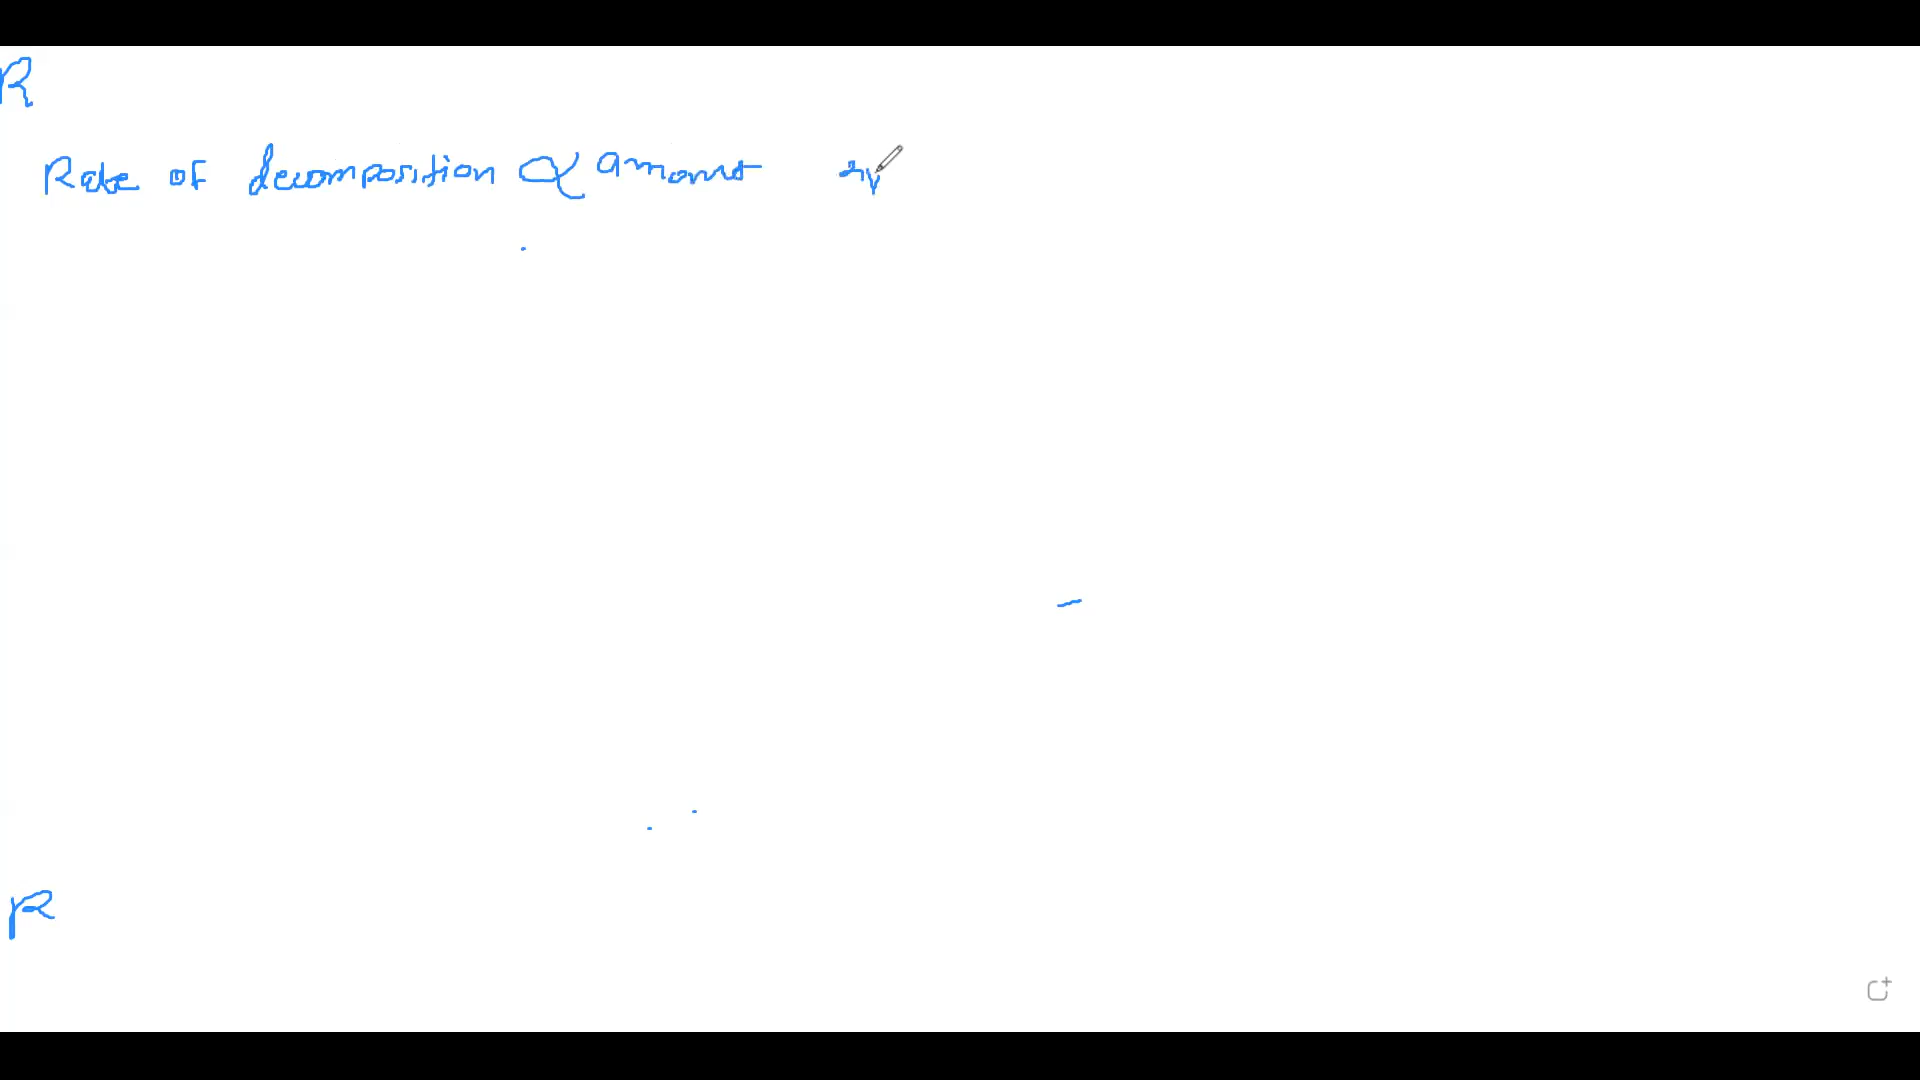 R
Rate of decomposition ∝ amount
R